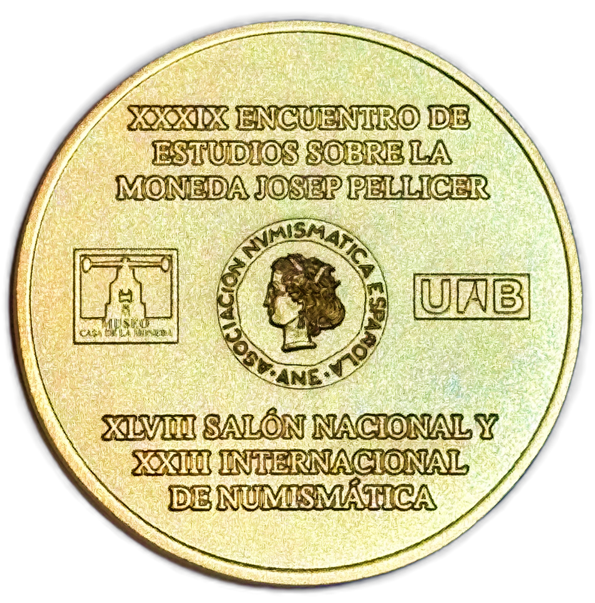 XXXIX ENCUENTRO DE
ESTUDIOS SOBRE LA
MONEDA JOSEP PELLICER
MUSEO
CASA DE LA MONEDA
ASOCIACIÓN NVMISMATICA ESPAÑOLA
· ANE ·
UAB
XLVIII SALÓN NACIONAL Y
XXIII INTERNACIONAL
DE NUMISMÁTICA